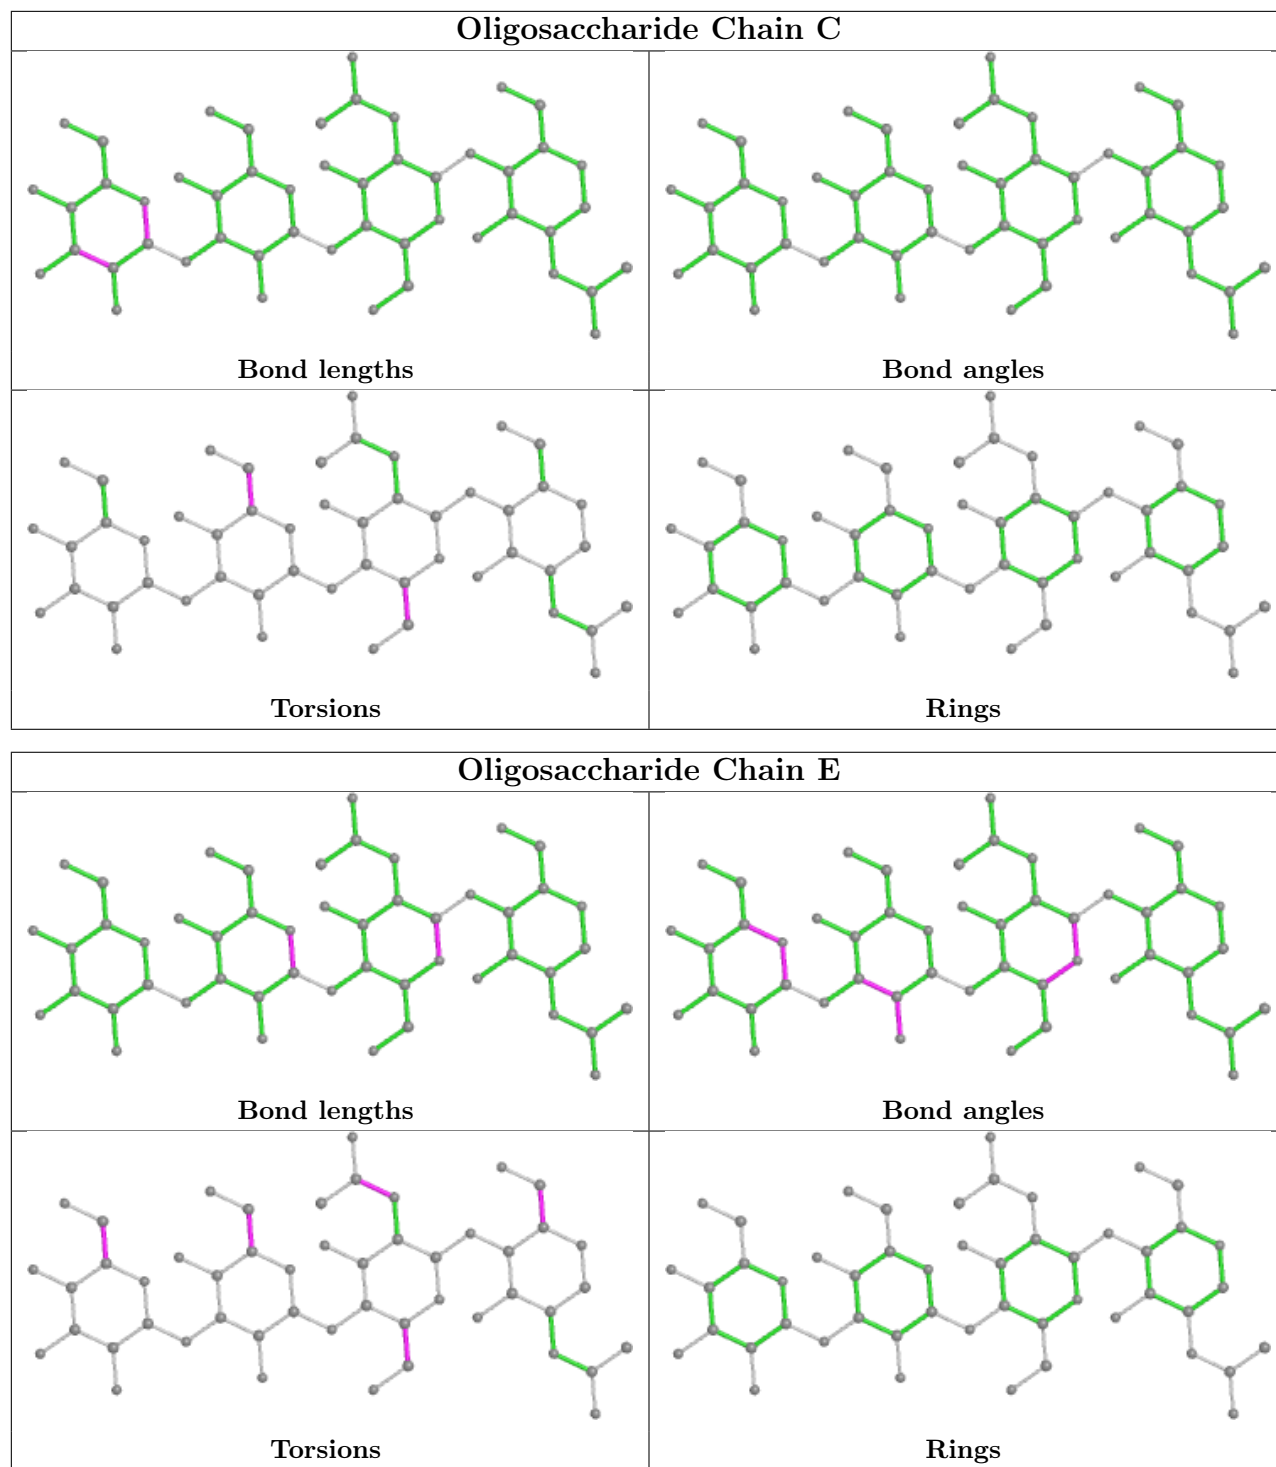 Oligosaccharide Chain C
Bond lengths
Bond angles
Torsions
Rings
Oligosaccharide Chain E
Bond lengths
Bond angles
Torsions
Rings